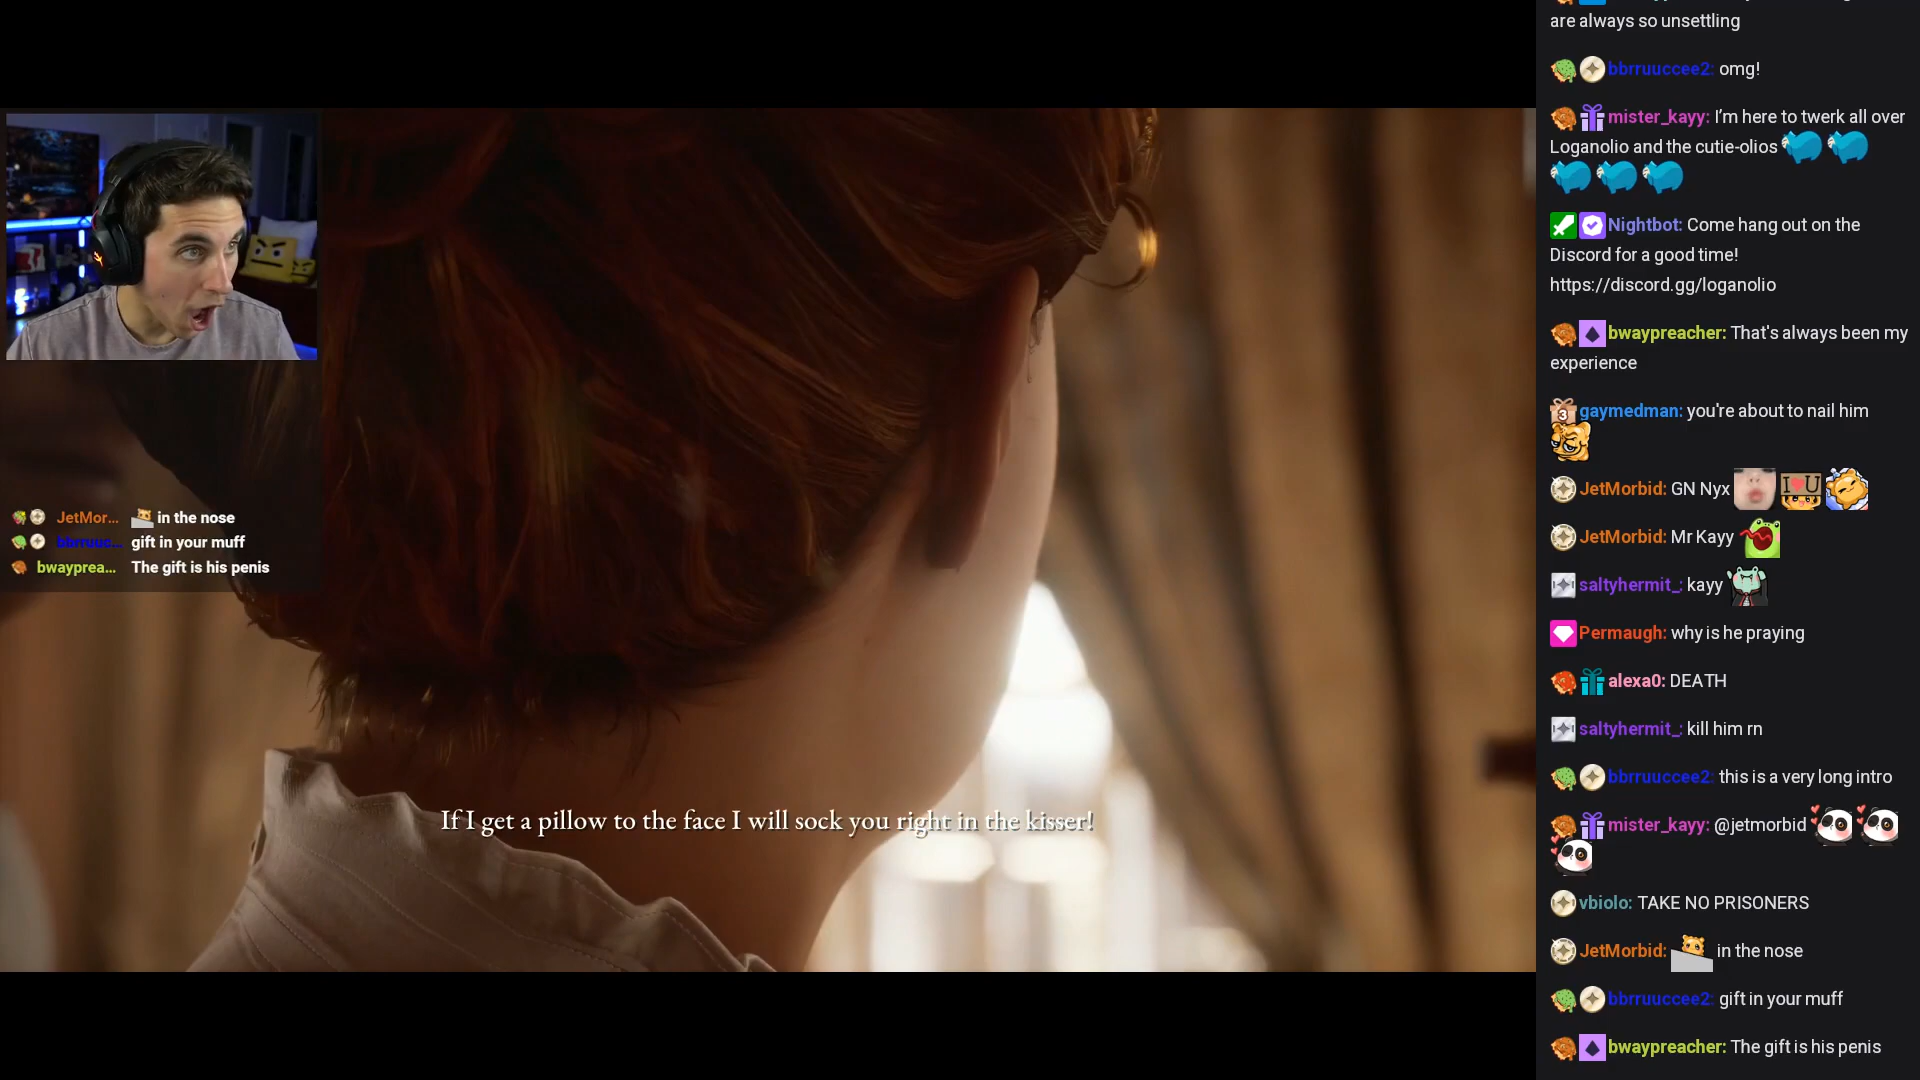 are always so unsettling
bbrruuccee2: omg!
mister_kayy: I'm here to twerk all over
Loganolio and the cutie-olios
Nightbot: Come hang out on the
Discord for a good time!
https://discord.gg/loganolio
bwaypreacher: That's always been my
experience
3 gaymedman: you're about to nail him
JetMorbid: GN Nyx I U
JetMorbid: Mr Kayy
saltyhermit_: kayy
Permaugh: why is he praying
alexa0: DEATH
saltyhermit_: kill him rn
bbrruuccee2: this is a very long intro
mister_kayy: @jetmorbid
vbiolo: TAKE NO PRISONERS
JetMorbid: in the nose
bbrruuccee2: gift in your muff
bwaypreacher: The gift is his penis
JetMor... in the nose
bbrruuc... gift in your muff
bwayprea... The gift is his penis
If I get a pillow to the face I will sock you right in the kisser!